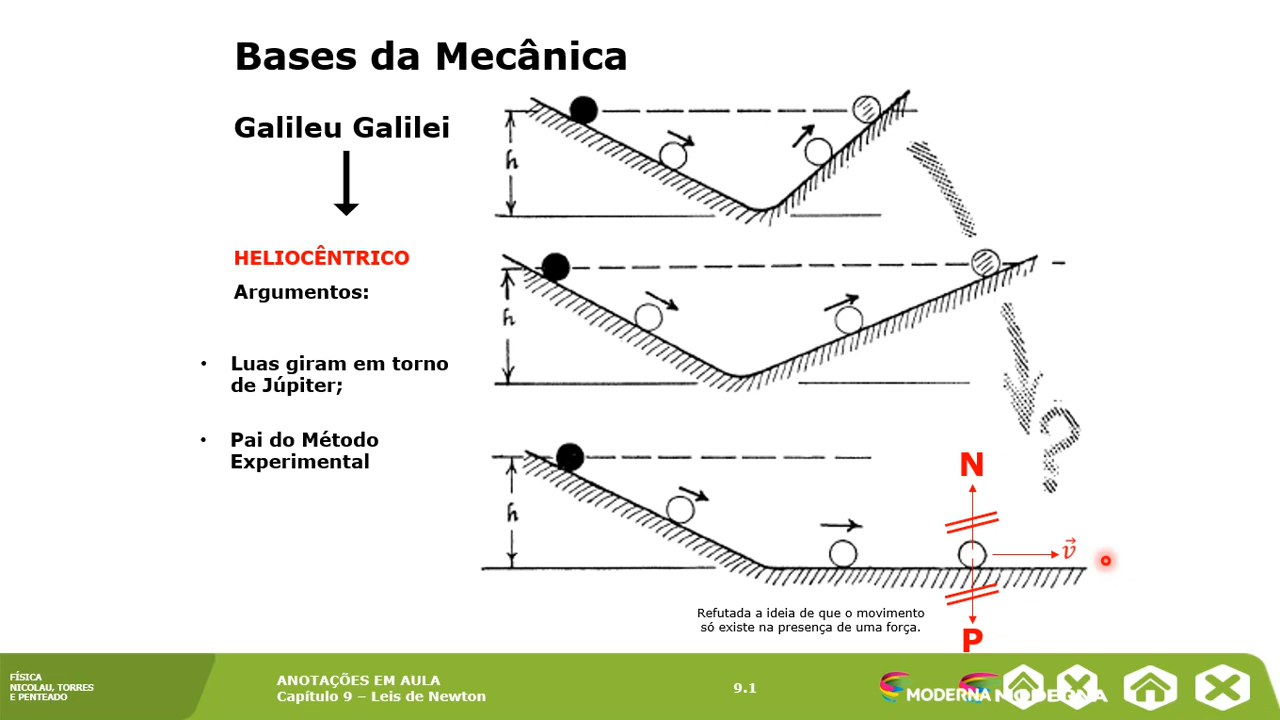 Bases da Mecânica
Galileu Galilei
HELIOCÊNTRICO
Argumentos:
• Luas giram em torno
de Júpiter;
• Pai do Método
Experimental
h
h
h
?
N
v⃗
P
Refutada a ideia de que o movimento
só existe na presença de uma força.
FÍSICA
NICOLAU, TORRES
E PENTEADO
ANOTAÇÕES EM AULA
Capítulo 9 – Leis de Newton
9.1
MODERNA
MODERNA